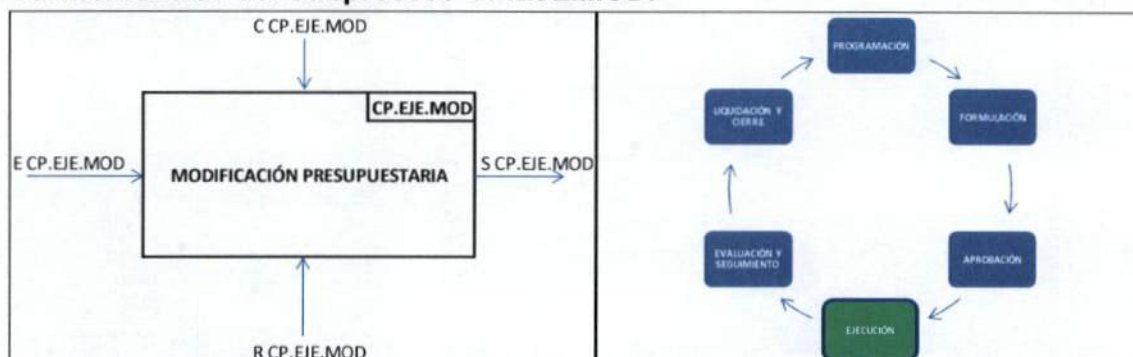 C CP.EJE.MOD
CP.EJE.MOD
E CP.EJE.MOD
MODIFICACIÓN PRESUPUESTARIA
S CP.EJE.MOD
R CP.EJE.MOD
PROGRAMACIÓN
LIQUIDACIÓN Y
CIERRE
FORMULACIÓN
EVALUACIÓN Y
SEGUIMIENTO
APROBACIÓN
EJECUCIÓN